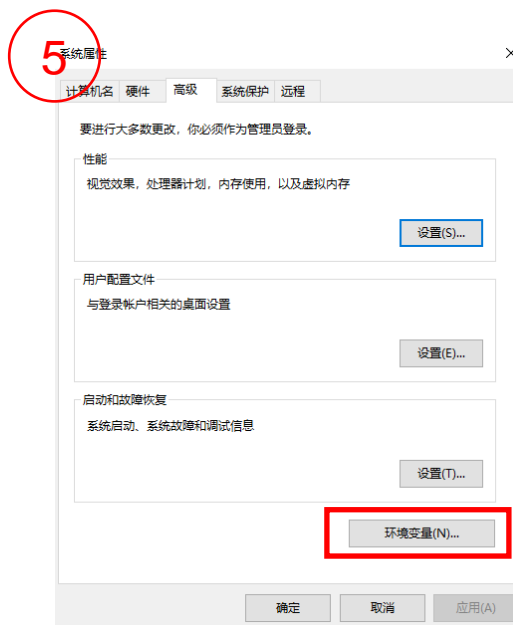 5
系统属性
计算机名 硬件 高级 系统保护 远程
要进行大多数更改，你必须作为管理员登录。
性能
视觉效果，处理器计划，内存使用，以及虚拟内存
设置(S)...
用户配置文件
与登录帐户相关的桌面设置
设置(E)...
启动和故障恢复
系统启动、系统故障和调试信息
设置(T)...
环境变量(N)...
确定 取消 应用(A)